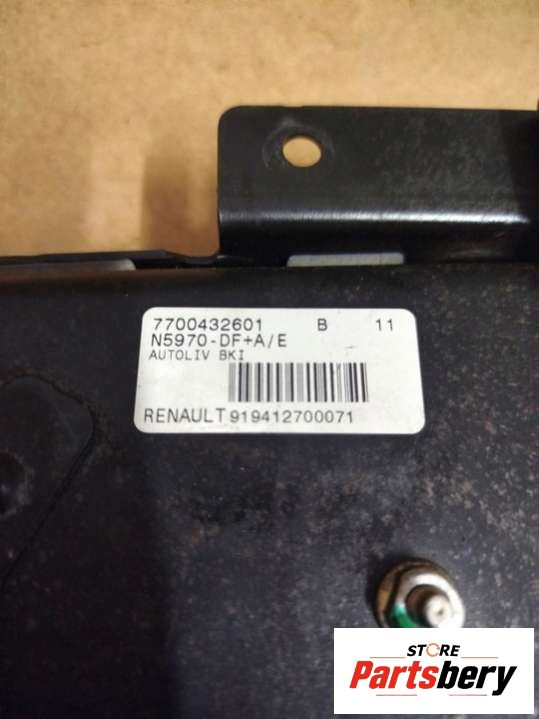 7700432601 B 11
N5970-DF+A/E
AUTOLIV BKI
RENAULT 919412700071
STORE
Partsbery